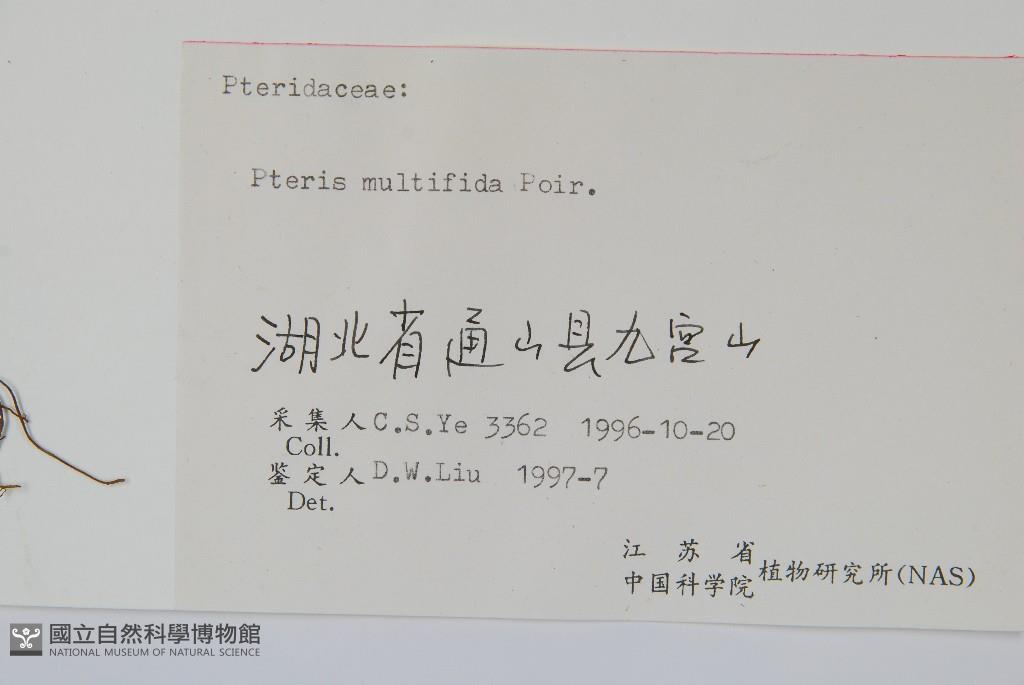 Pteridaceae:
Pteris multifida Poir.
湖北省通山县九宫山
采集人 C.S.Ye 3362 1996-10-20
Coll.
鉴定人 D.W.Liu 1997-7
Det.
江苏省
中国科学院 植物研究所(NAS)
國立自然科學博物館
NATIONAL MUSEUM OF NATURAL SCIENCE